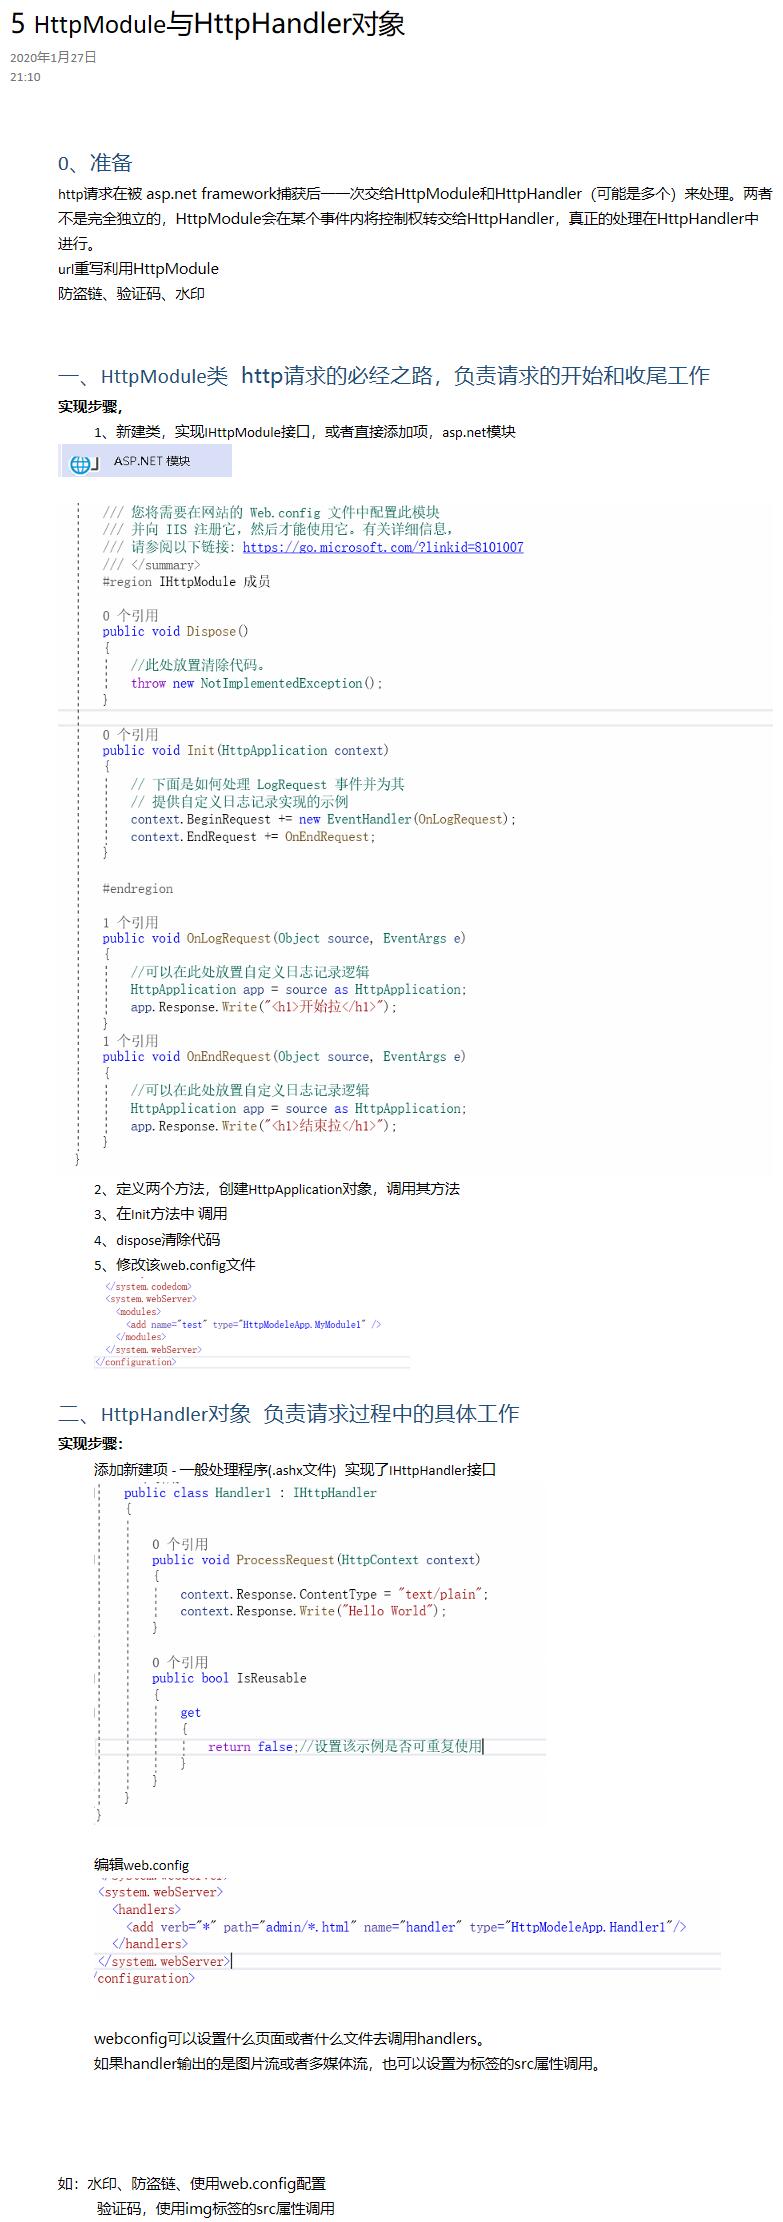 5 HttpModule与HttpHandler对象
2020年1月27日
21:10
0、准备
http请求在被 asp.net framework捕获后一一次交给HttpModule和HttpHandler（可能是多个）来处理。两者
不是完全独立的，HttpModule会在某个事件内将控制权转交给HttpHandler，真正的处理在HttpHandler中
进行。
url重写利用HttpModule
防盗链、验证码、水印
一、HttpModule类 http请求的必经之路，负责请求的开始和收尾工作
实现步骤，
1、新建类，实现IHttpModule接口，或者直接添加项，asp.net模块
ASP.NET 模块
/// 您将需要在网站的 Web.config 文件中配置此模块
/// 并向 IIS 注册它，然后才能使用它。有关详细信息，
/// 请参阅以下链接: https://go.microsoft.com/?linkid=8101007
/// </summary>
#region IHttpModule 成员
0 个引用
public void Dispose()
{
//此处放置清除代码。
throw new NotImplementedException();
}
0 个引用
public void Init(HttpApplication context)
{
// 下面是如何处理 LogRequest 事件并为其
// 提供自定义日志记录实现的示例
context.BeginRequest += new EventHandler(OnLogRequest);
context.EndRequest += OnEndRequest;
}
#endregion
1 个引用
public void OnLogRequest(Object source, EventArgs e)
{
//可以在此处放置自定义日志记录逻辑
HttpApplication app = source as HttpApplication;
app.Response.Write("<h1>开始拉</h1>");
}
1 个引用
public void OnEndRequest(Object source, EventArgs e)
{
//可以在此处放置自定义日志记录逻辑
HttpApplication app = source as HttpApplication;
app.Response.Write("<h1>结束拉</h1>");
}
}
2、定义两个方法，创建HttpApplication对象，调用其方法
3、在Init方法中 调用
4、dispose清除代码
5、修改该web.config文件
</system.codedom>
<system.webServer>
<modules>
<add name="test" type="HttpModeleApp.MyModule1" />
</modules>
</system.webServer>
</configuration>
二、HttpHandler对象 负责请求过程中的具体工作
实现步骤：
添加新建项 - 一般处理程序(.ashx文件) 实现了IHttpHandler接口
public class Handler1 : IHttpHandler
{
0 个引用
public void ProcessRequest(HttpContext context)
{
context.Response.ContentType = "text/plain";
context.Response.Write("Hello World");
}
0 个引用
public bool IsReusable
{
get
{
return false;//设置该示例是否可重复使用
}
}
}
}
编辑web.config
</system.webServer>
<system.webServer>
<handlers>
<add verb="*" path="admin/*.html" name="handler" type="HttpModeleApp.Handler1"/>
</handlers>
</system.webServer>
/configuration>
webconfig可以设置什么页面或者什么文件去调用handlers。
如果handler输出的是图片流或者多媒体流，也可以设置为标签的src属性调用。
如：水印、防盗链、使用web.config配置
验证码，使用img标签的src属性调用